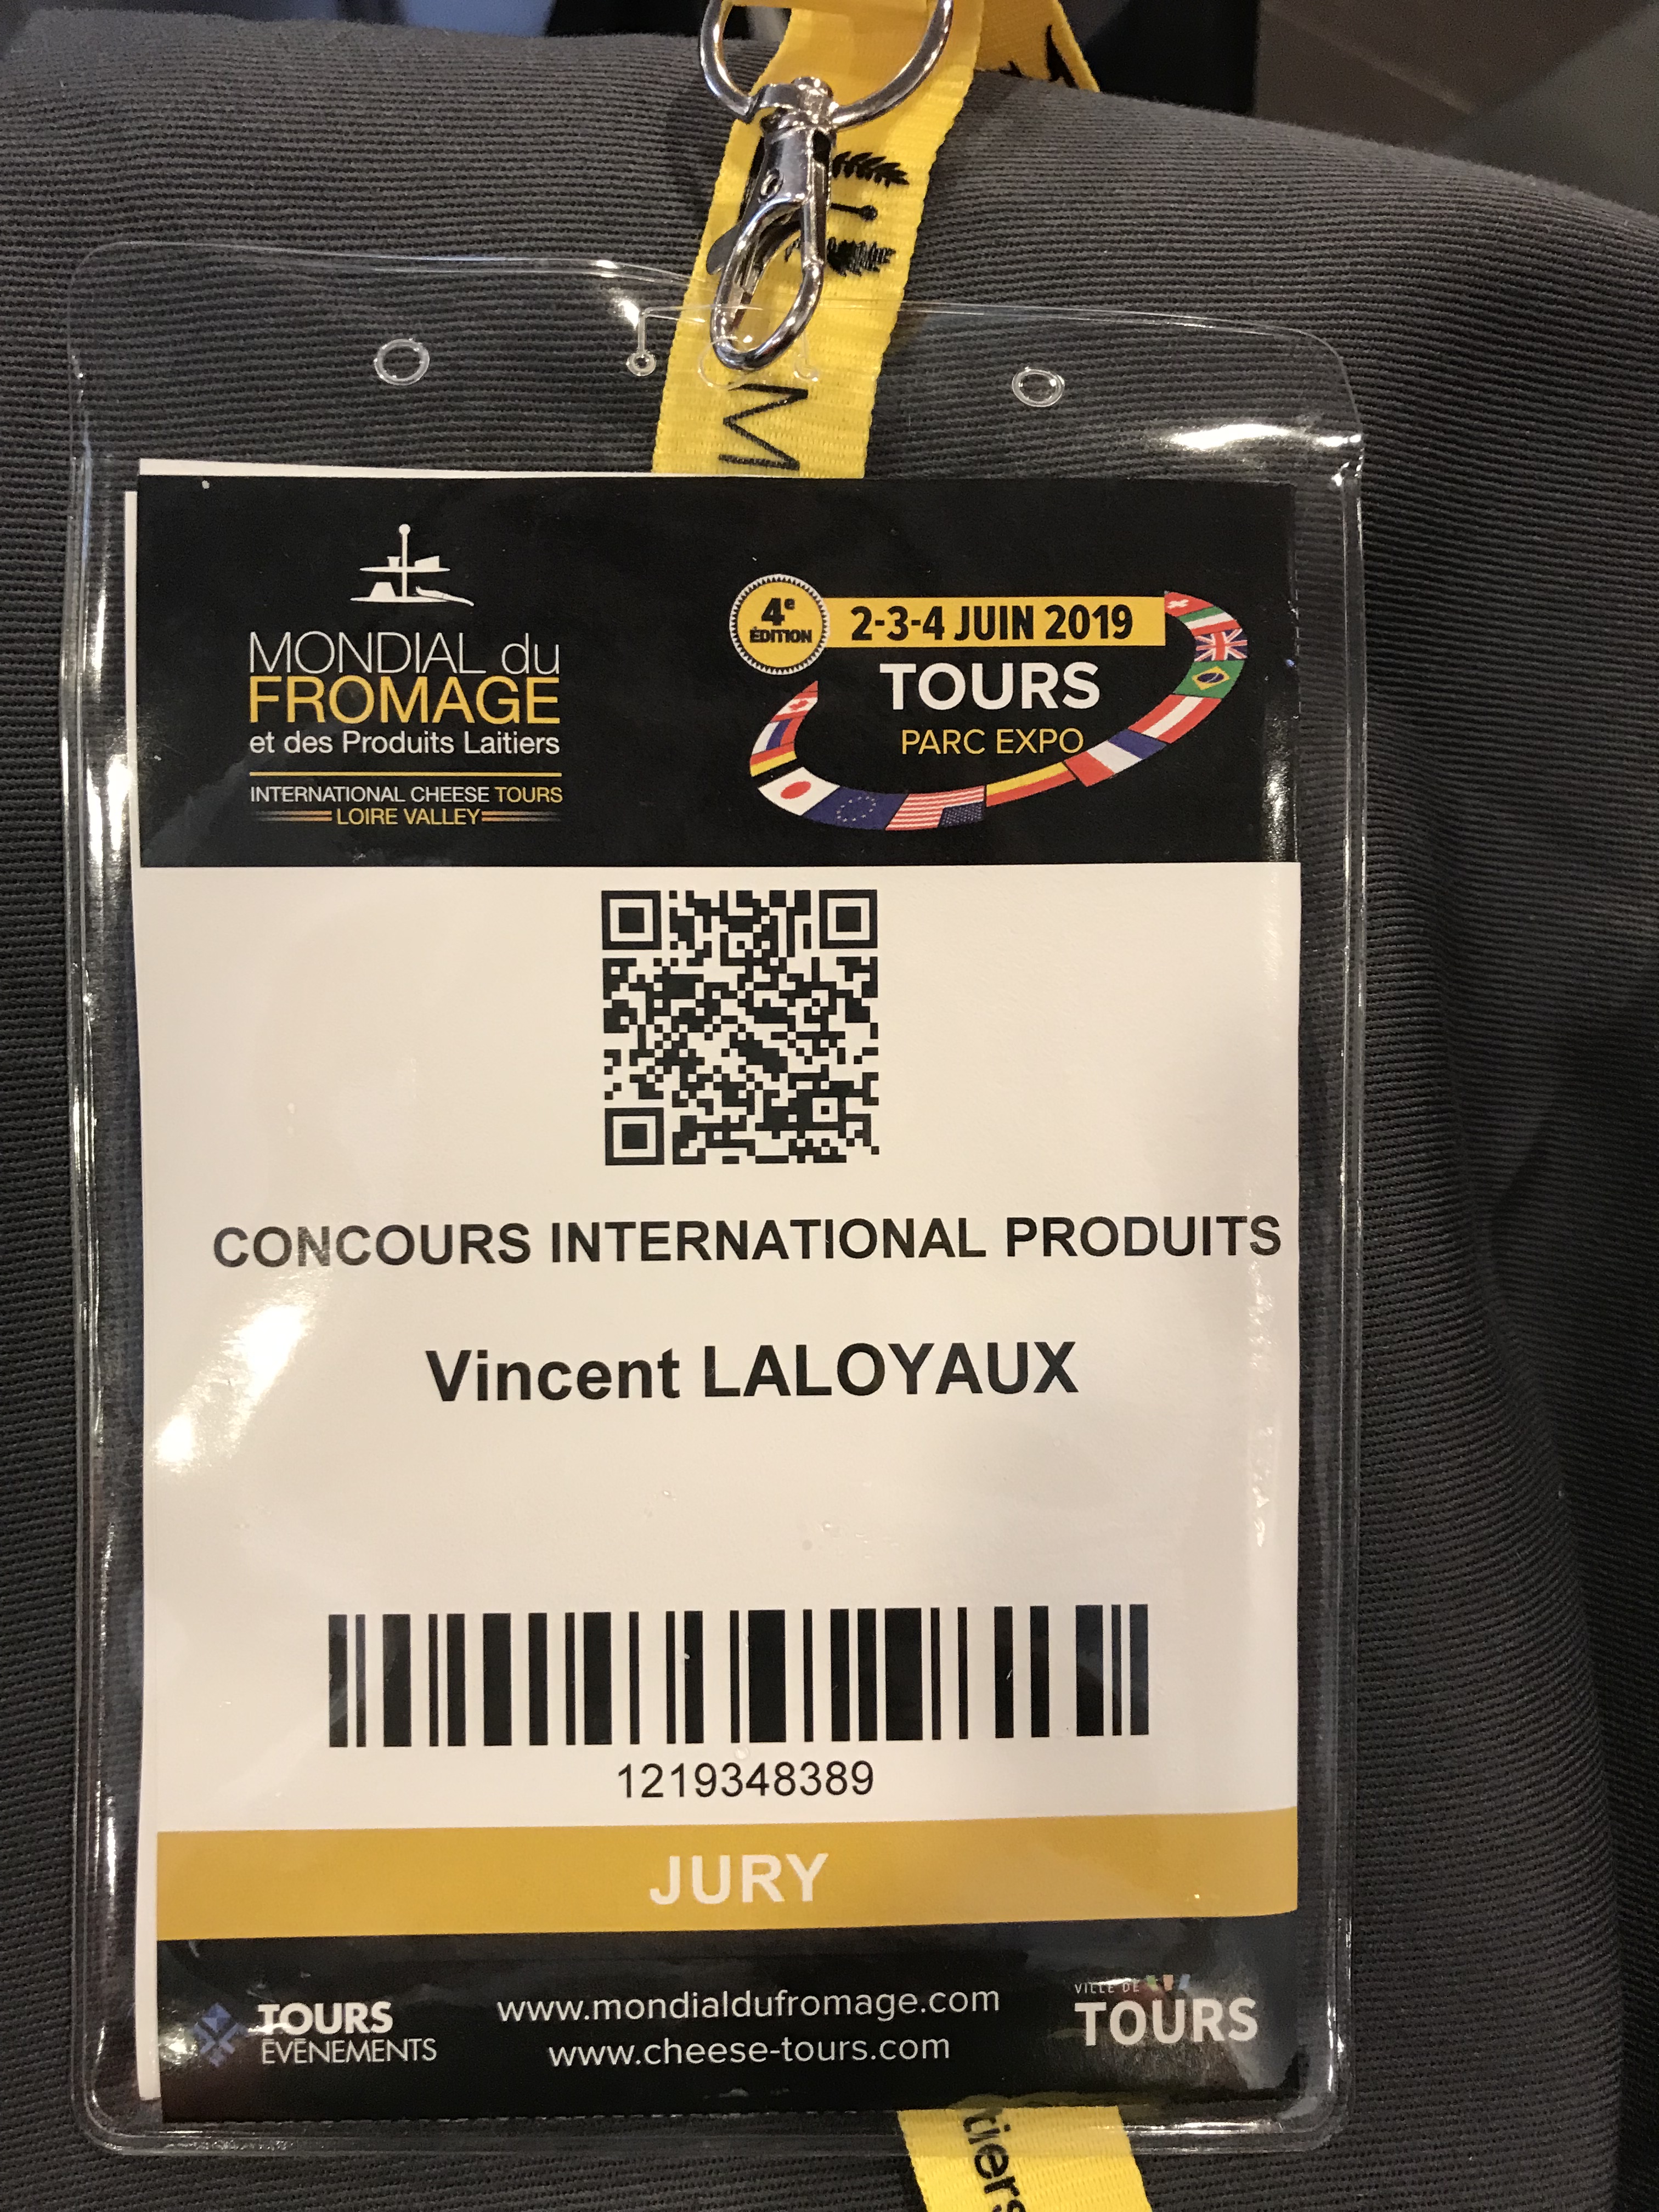 M
MONDIAL du
FROMAGE
et des Produits Laitiers
INTERNATIONAL CHEESE TOURS
LOIRE VALLEY
4e
ÉDITION
2-3-4 JUIN 2019
TOURS
PARC EXPO
CONCOURS INTERNATIONAL PRODUITS
Vincent LALOYAUX
1219348389
JURY
TOURS
ÉVÉNEMENTS
www.mondialdufromage.com
www.cheese-tours.com
VILLE DE
TOURS
tiers